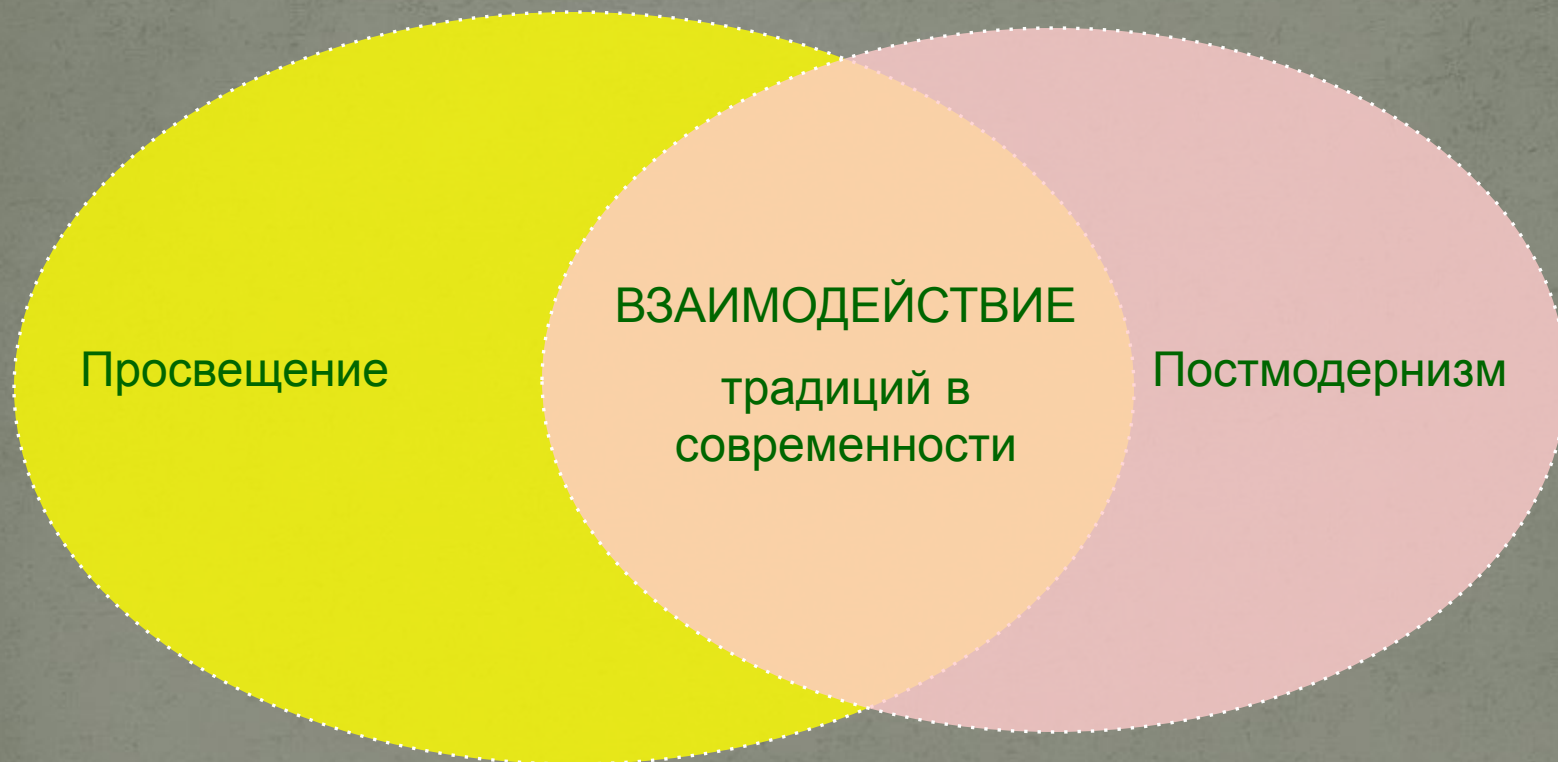 Просвещение
ВЗАИМОДЕЙСТВИЕ
традиций в
современности
Постмодернизм